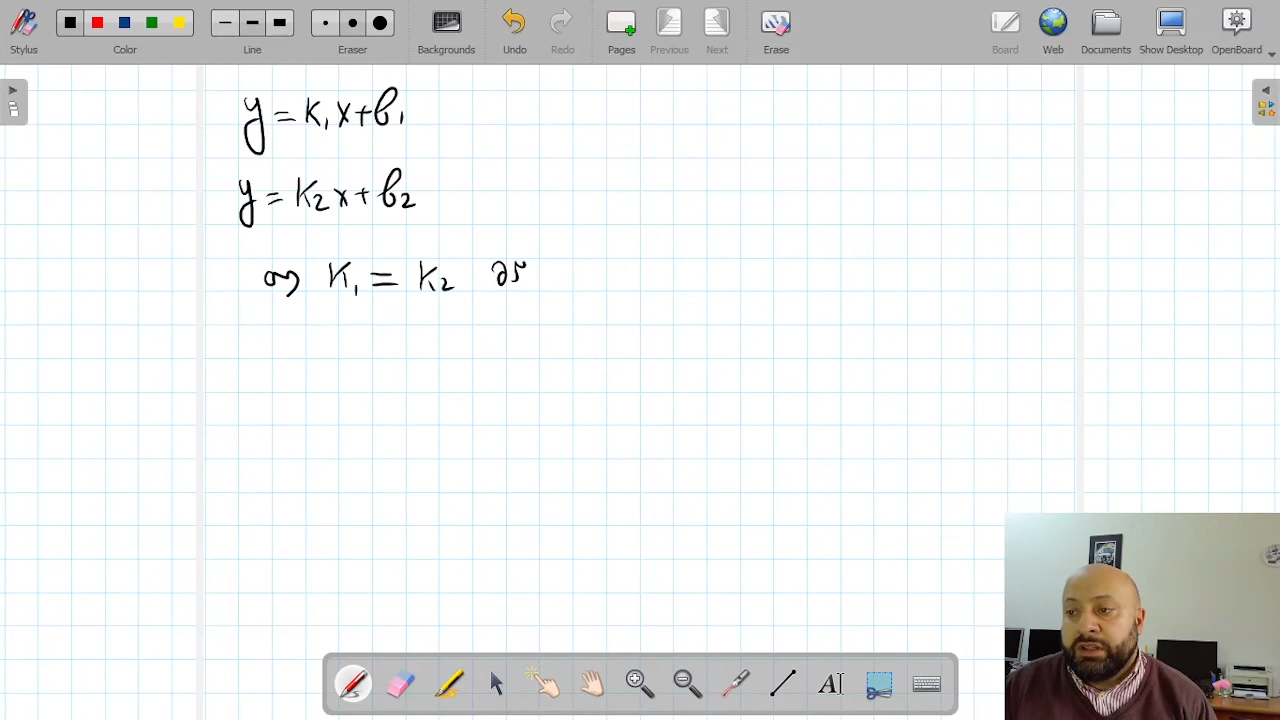 Stylus
Color
Line
Eraser
Backgrounds
Undo
Redo
Pages
Previous
Next
Erase
Board
Web
Documents
Show Desktop
OpenBoard
y = k₁x + b₁
y = k₂x + b₂
თუ k₁ = k₂ მაშ